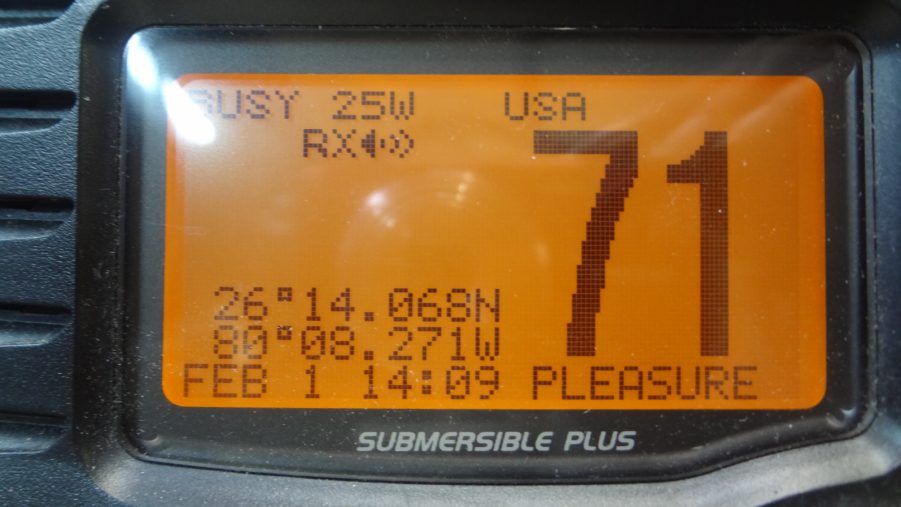 BUSY 25W USA
RX
71
26°14.068N
80°08.271W
FEB 1 14:09 PLEASURE
SUBMERSIBLE PLUS